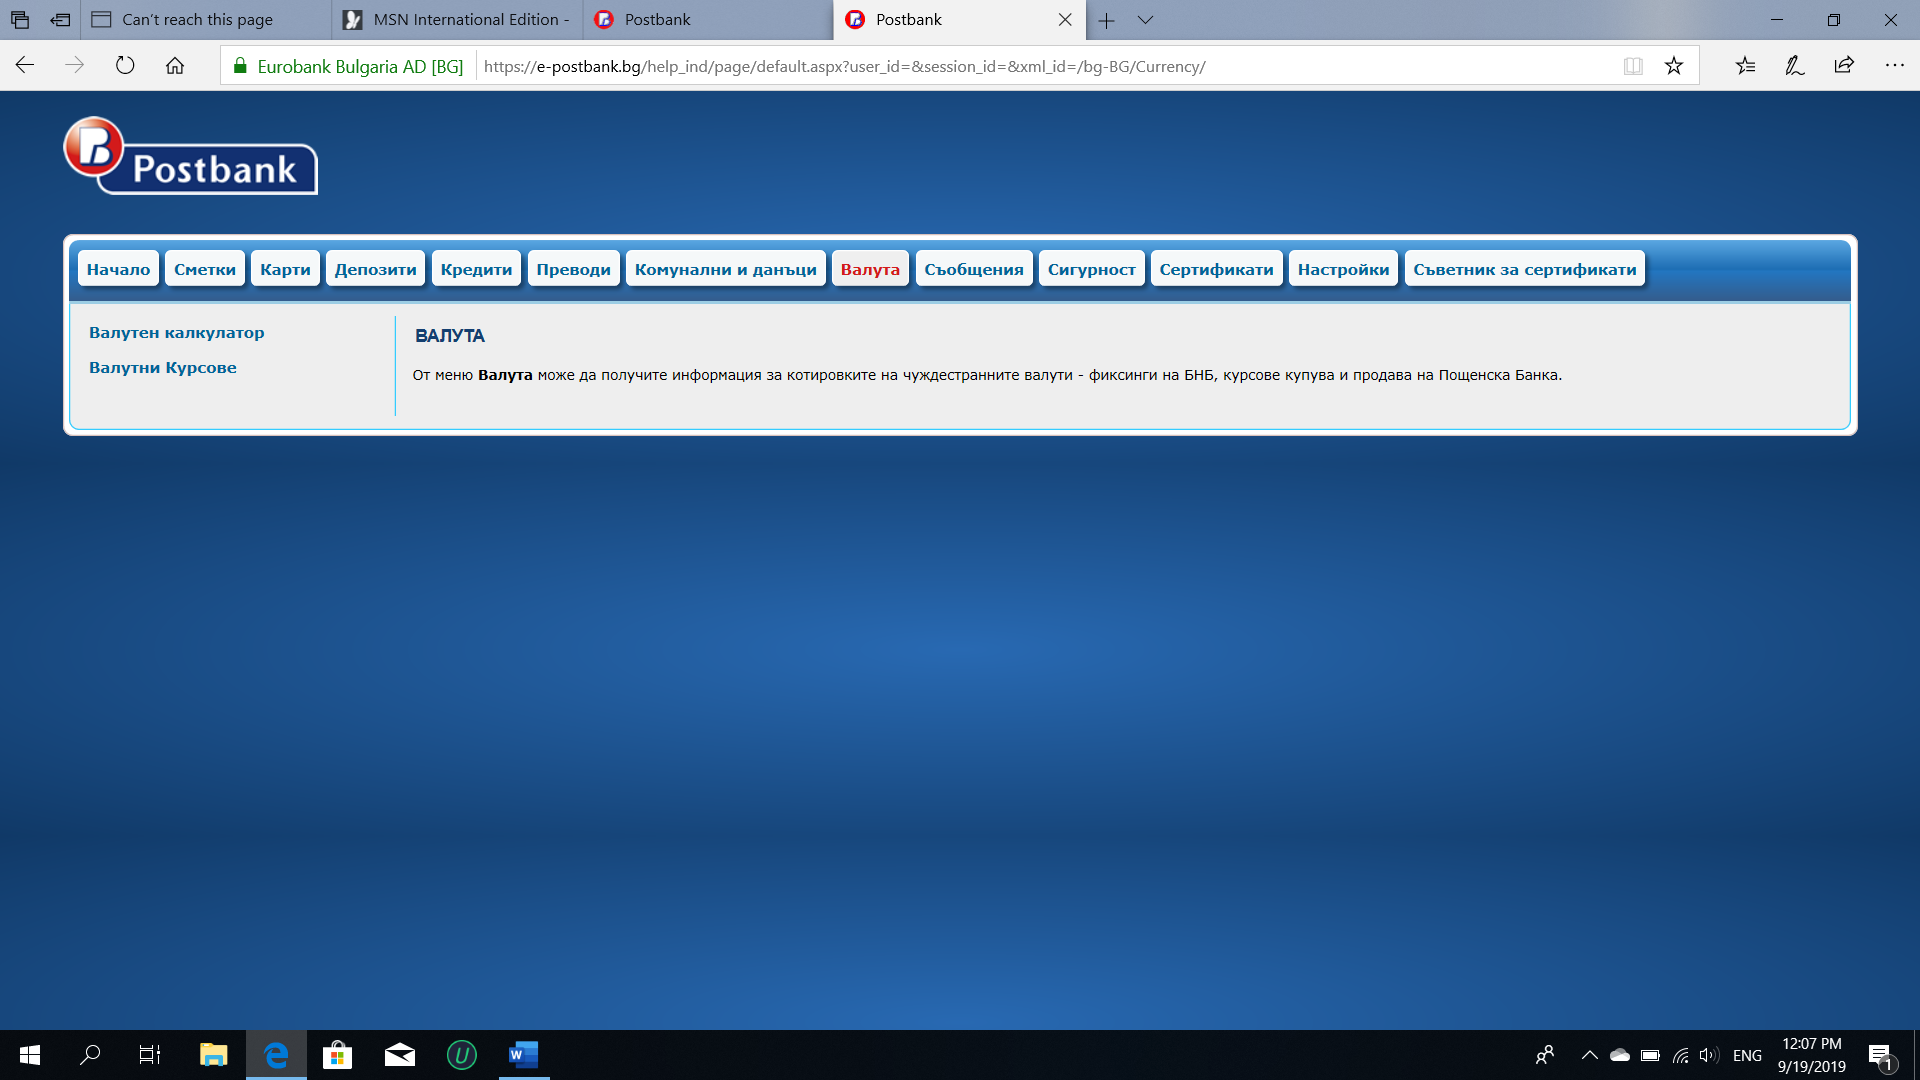 Can't reach this page
MSN International Edition -
Postbank
Postbank
Eurobank Bulgaria AD [BG]
https://e-postbank.bg/help_ind/page/default.aspx?user_id=&session_id=&xml_id=/bg-BG/Currency/
Postbank
Начало Сметки Карти Депозити Кредити Преводи Комунални и данъци Валута Съобщения Сигурност Сертификати Настройки Съветник за сертификати
Валутен калкулатор
Валутни Курсове
ВАЛУТА
От меню Валута може да получите информация за котировките на чуждестранните валути - фиксинги на БНБ, курсове купува и продава на Пощенска Банка.
ENG
12:07 PM
9/19/2019
1